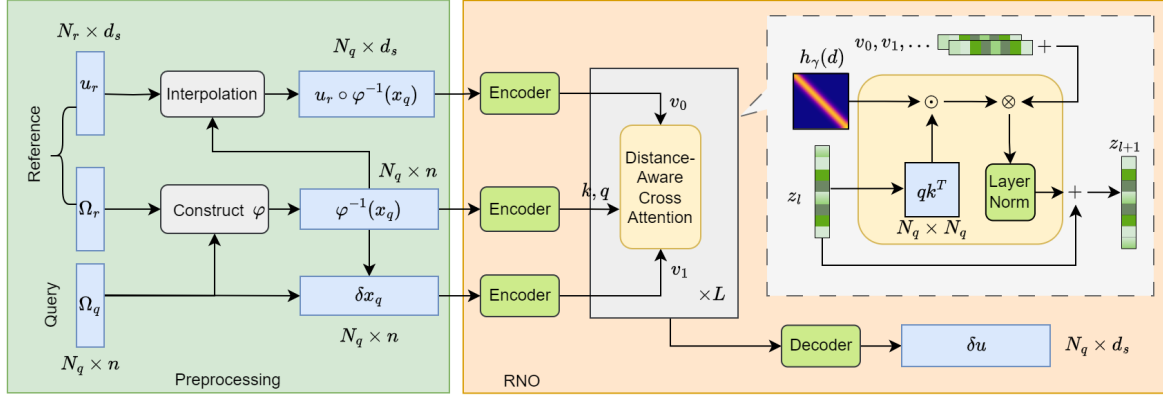 N_r × d_s
u_r
Interpolation
N_q × d_s
u_r ∘ φ^{-1}(x_q)
Reference
Ω_r
Construct φ
N_q × n
φ^{-1}(x_q)
Query
Ω_q
N_q × n
δx_q
N_q × n
Preprocessing
Encoder
Encoder
Encoder
v_0
k, q
Distance-
Aware
Cross
Attention
v_1
×L
v_0, v_1, ...
+
h_γ(d)
⊙
⊗
z_l
qk^T
N_q × N_q
Layer
Norm
+
z_{l+1}
Decoder
δu
N_q × d_s
RNO